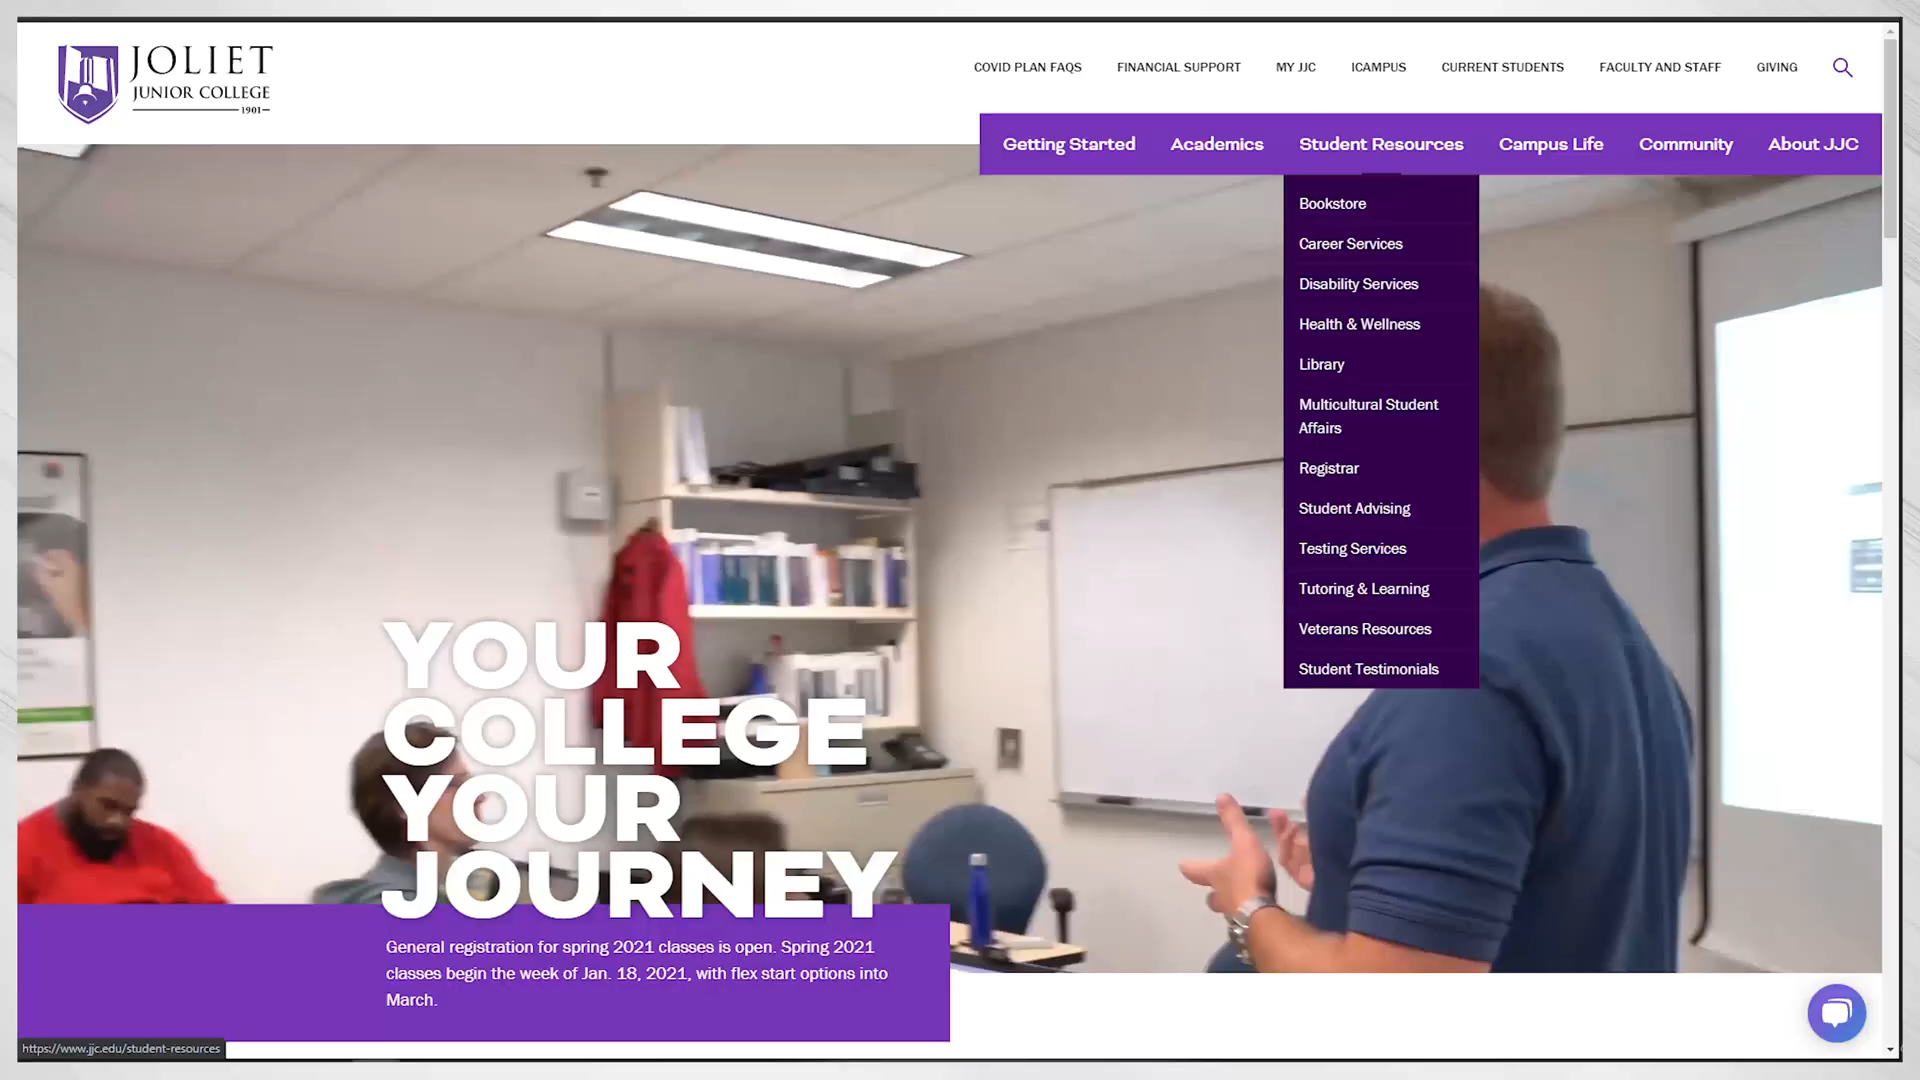 JOLIET
JUNIOR COLLEGE
1901
COVID PLAN FAQS FINANCIAL SUPPORT MY JJC ICAMPUS CURRENT STUDENTS FACULTY AND STAFF GIVING
Getting Started Academics Student Resources Campus Life Community About JJC
Bookstore
Career Services
Disability Services
Health & Wellness
Library
Multicultural Student
Affairs
Registrar
Student Advising
Testing Services
Tutoring & Learning
Veterans Resources
Student Testimonials
YOUR
COLLEGE
YOUR
JOURNEY
General registration for spring 2021 classes is open. Spring 2021
classes begin the week of Jan. 18, 2021, with flex start options into
March.
https://www.jjc.edu/student-resources